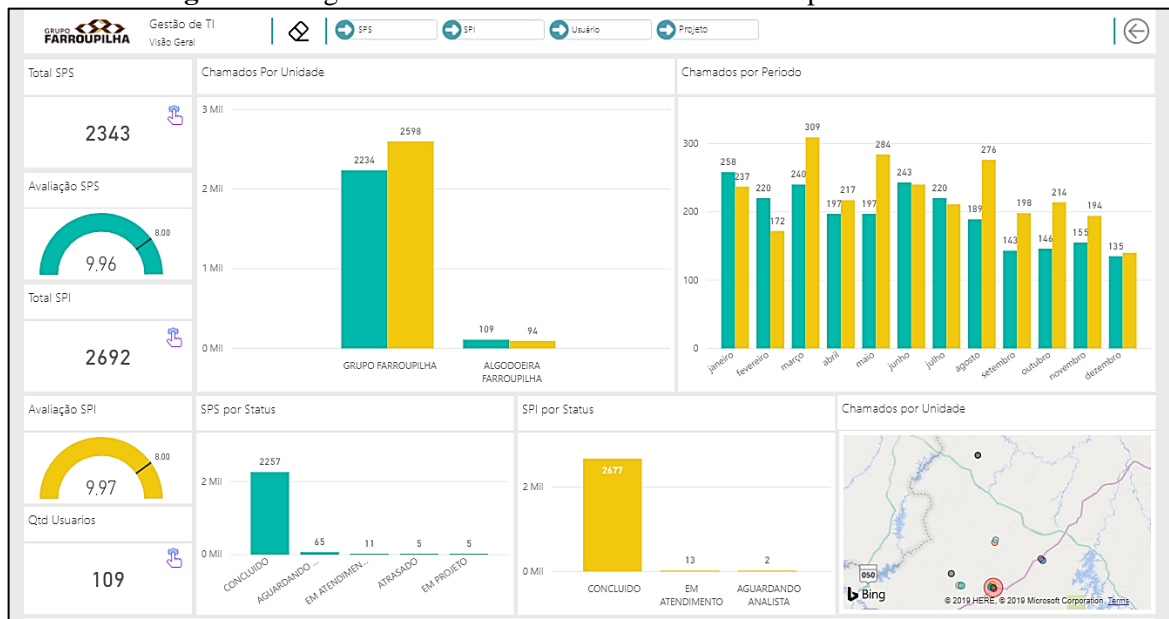 GRUPO
FARROUPILHA
Gestão de TI
Visão Geral
SPS
SPI
Usuário
Projeto
Total SPS
2343
Avaliação SPS
8.00
9.96
Total SPI
2692
Avaliação SPI
8.00
9.97
Qtd Usuarios
109
Chamados Por Unidade
3 Mil
2 Mil
1 Mil
0 Mil
2234
2598
109
94
GRUPO FARROUPILHA
ALGODOEIRA
FARROUPILHA
Chamados por Periodo
300
200
100
0
258
237
220
172
240
309
197
217
197
284
243
220
189
276
143
198
146
214
155
194
135
janeiro
fevereiro
março
abril
maio
junho
julho
agosto
setembro
outubro
novembro
dezembro
SPS por Status
2 Mil
0 Mil
2257
65
11
5
5
CONCLUIDO
AGUARDANDO ...
EM ATENDIMEN...
ATRASADO
EM PROJETO
SPI por Status
2 Mil
0 Mil
2677
13
2
CONCLUIDO
EM
ATENDIMENTO
AGUARDANDO
ANALISTA
Chamados por Unidade
050
Bing
© 2019 HERE, © 2019 Microsoft Corporation Terms